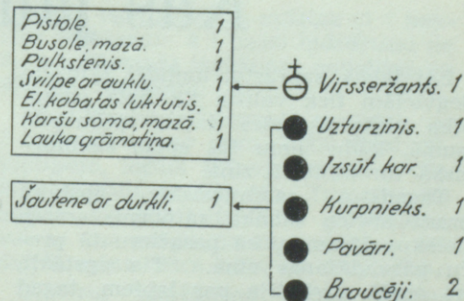 Pistole. 1
Busole, mazā. 1
Pulkstenis. 1
Svilpe ar auklu. 1
El. kabatas lukturis. 1
Karšu soma, mazā. 1
Lauka grāmatiņa. 1
Šautene ar durkli. 1
Virsseržants. 1
Uzturzinis. 1
Izsūt. kar. 1
Kurpnieks. 1
Pavāri. 1
Braucēji. 2